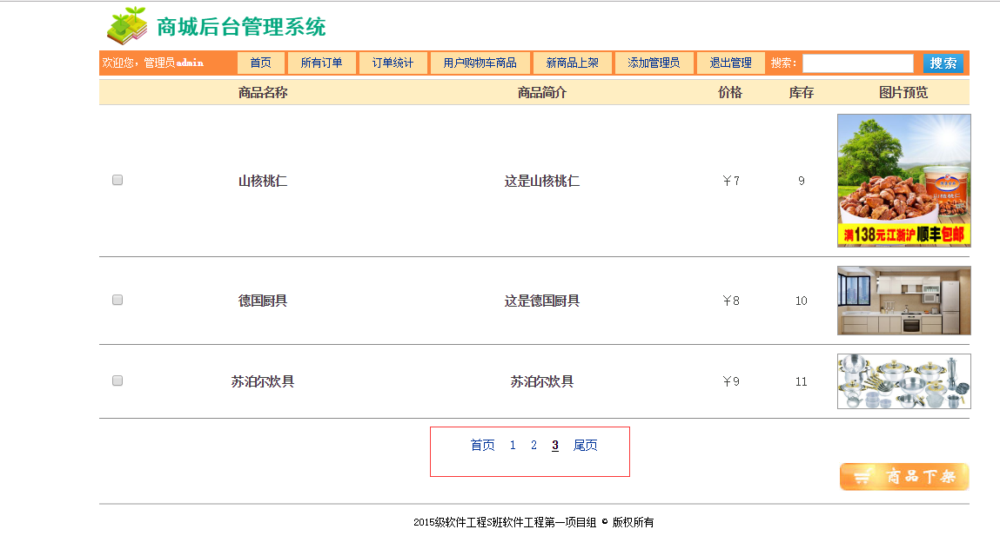 商城后台管理系统
欢迎您，管理员admin 首页 所有订单 订单统计 用户购物车商品 新商品上架 添加管理员 退出管理 搜索： 搜索
商品名称 商品简介 价格 库存 图片预览
山核桃仁 这是山核桃仁 ￥7 9
山核桃仁
满138元江浙沪顺丰包邮
德国厨具 这是德国厨具 ￥8 10
苏泊尔炊具 苏泊尔炊具 ￥9 11
首页 1 2 3 尾页
商品下架
2015级软件工程S班软件工程第一项目组 © 版权所有